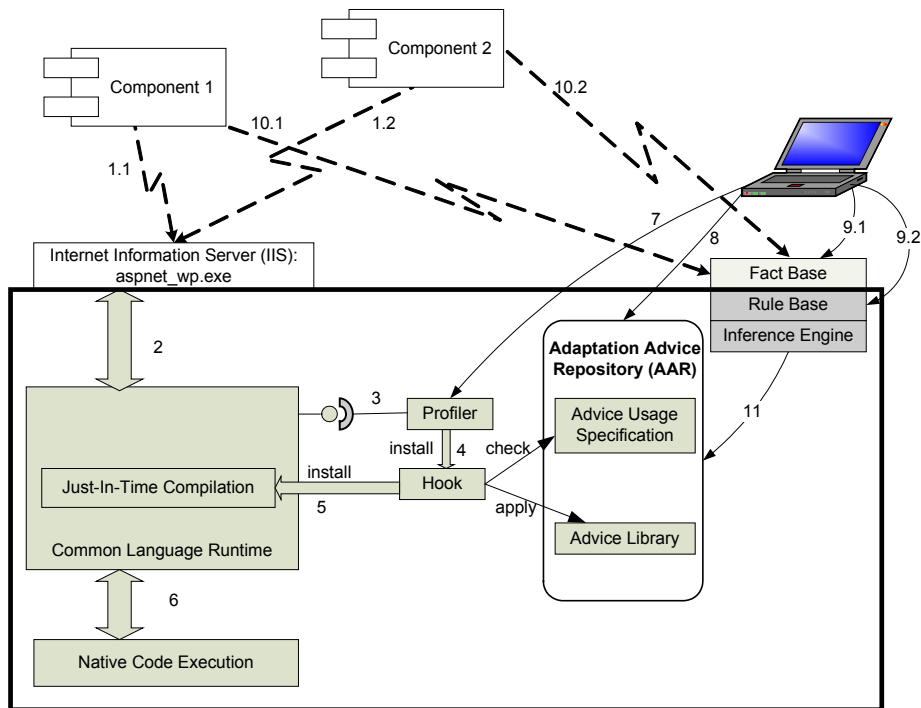 Component 2
Component 1
10.2
10.1
1.2
1.1
7
8
9.1
9.2
Internet Information Server (IIS):
aspnet_wp.exe
Fact Base
Rule Base
Inference Engine
2
Adaptation Advice
Repository (AAR)
3
Profiler
Advice Usage
Specification
11
install
4
check
install
Hook
Just-In-Time Compilation
5
apply
Advice Library
Common Language Runtime
6
Native Code Execution